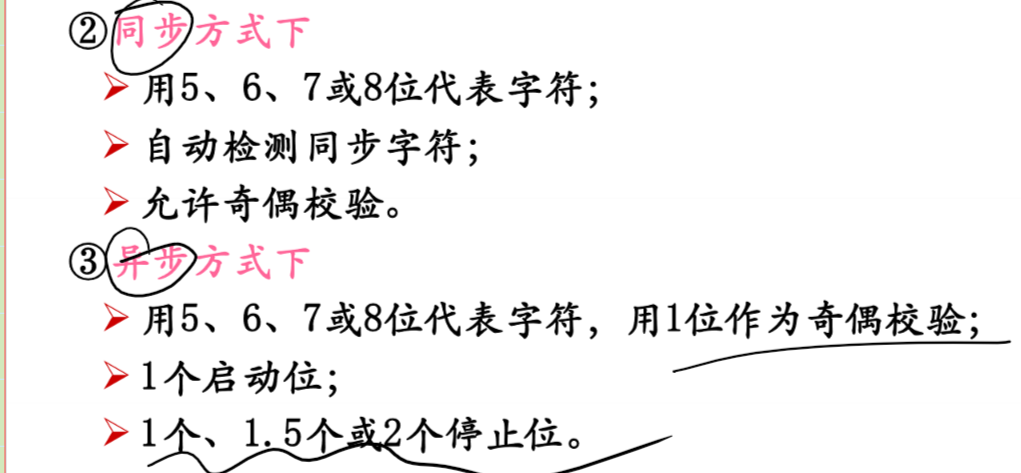 ②同步方式下
➢用5、6、7或8位代表字符；
➢自动检测同步字符；
➢允许奇偶校验。
③异步方式下
➢用5、6、7或8位代表字符，用1位作为奇偶校验；
➢1个启动位；
➢1个、1.5个或2个停止位。